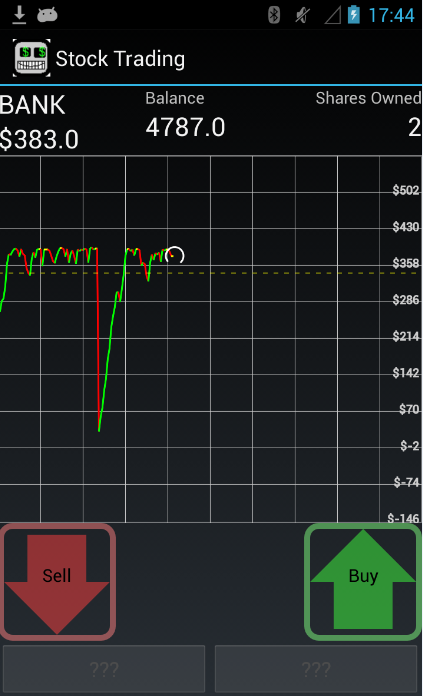 17:44
Stock Trading
BANK
$383.0
Balance
4787.0
Shares Owned
2
$502
$430
$358
$286
$214
$142
$70
$-2
$-74
$-146
Sell
Buy
???
???